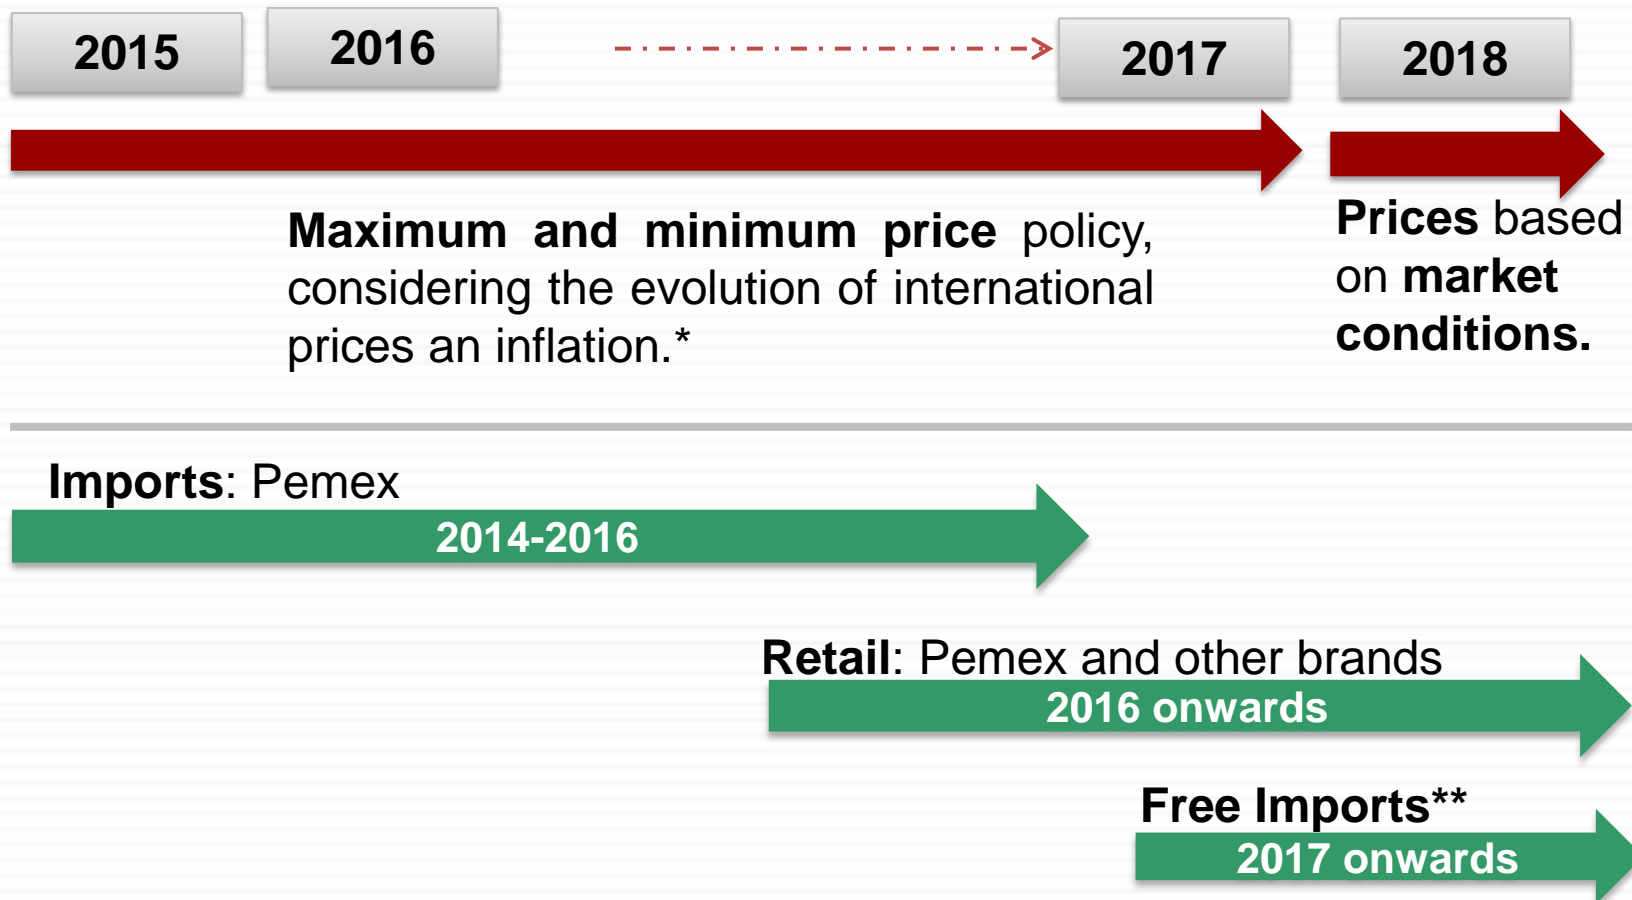 2015
2016
2017
2018
Maximum and minimum price policy,
considering the evolution of international
prices an inflation.*
Prices based
on market
conditions.
Imports: Pemex
2014-2016
Retail: Pemex and other brands
2016 onwards
Free Imports**
2017 onwards